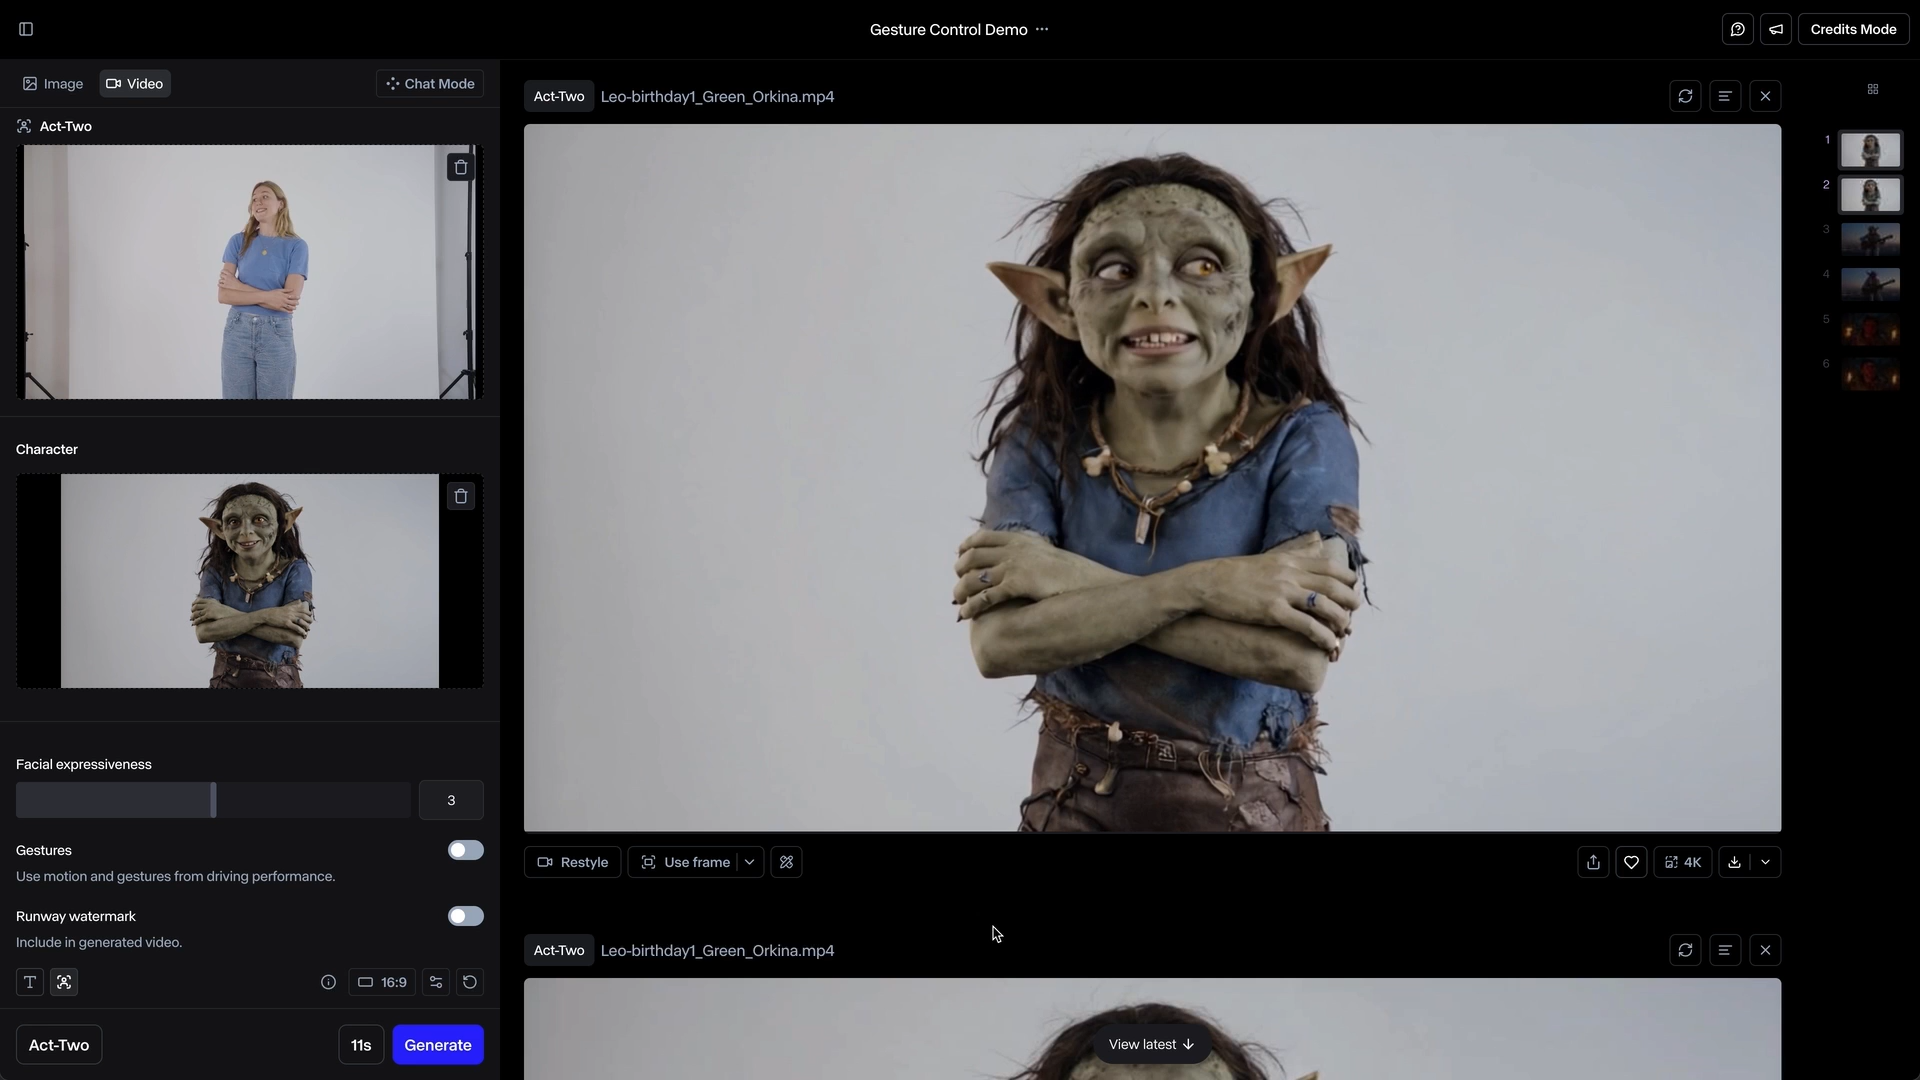 Gesture Control Demo
Credits Mode
Image
Video
Chat Mode
Act-Two
Character
Facial expressiveness
3
Gestures
Use motion and gestures from driving performance.
Runway watermark
Include in generated video.
16:9
Act-Two
11s
Generate
Act-Two
Leo-birthday1_Green_Orkina.mp4
Restyle
Use frame
4K
Act-Two
Leo-birthday1_Green_Orkina.mp4
View latest
1
2
3
4
5
6